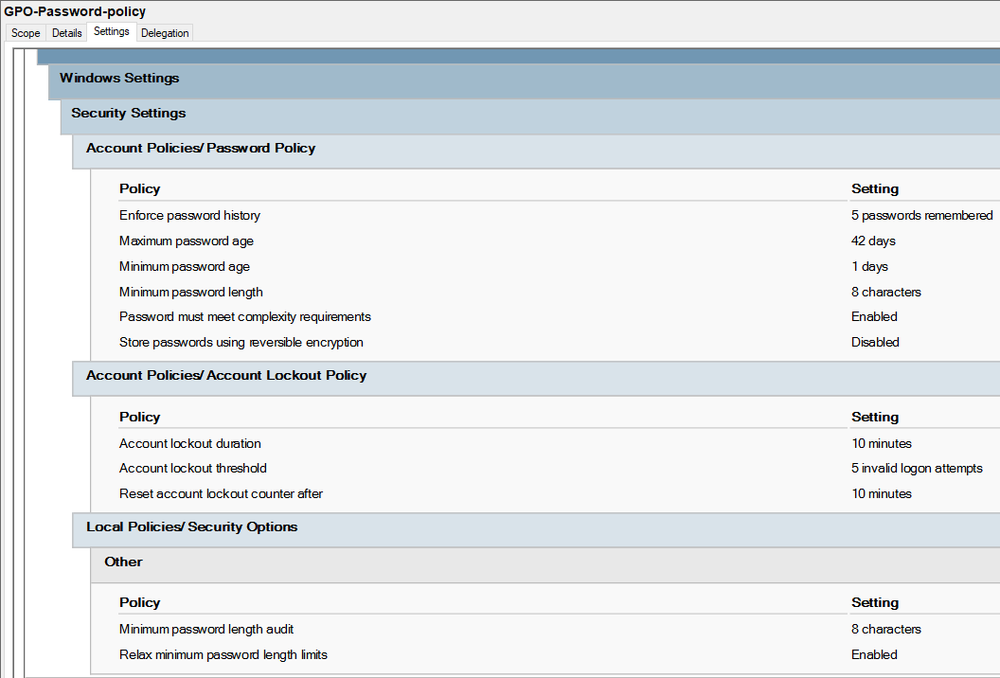 GPO-Password-policy
Scope Details Settings Delegation
Windows Settings
Security Settings
Account Policies/Password Policy
Policy Setting
Enforce password history 5 passwords remembered
Maximum password age 42 days
Minimum password age 1 days
Minimum password length 8 characters
Password must meet complexity requirements Enabled
Store passwords using reversible encryption Disabled
Account Policies/Account Lockout Policy
Policy Setting
Account lockout duration 10 minutes
Account lockout threshold 5 invalid logon attempts
Reset account lockout counter after 10 minutes
Local Policies/Security Options
Other
Policy Setting
Minimum password length audit 8 characters
Relax minimum password length limits Enabled